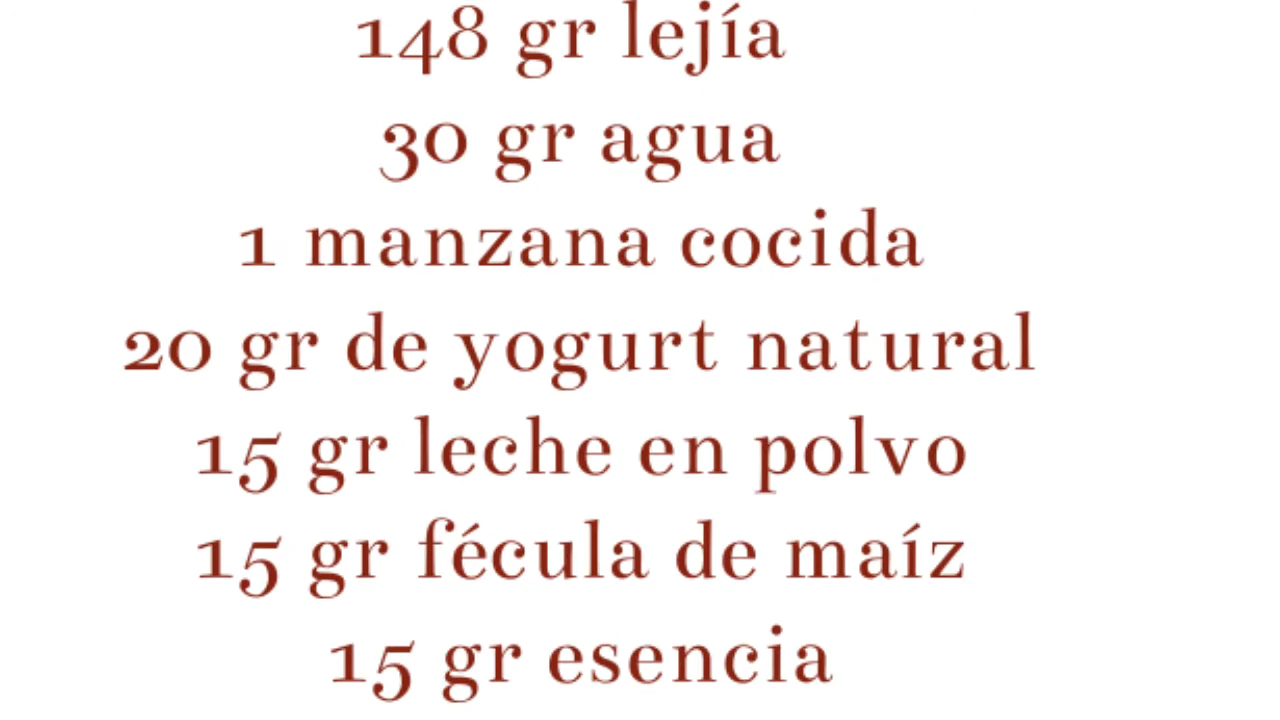 148 gr lejía
30 gr agua
1 manzana cocida
20 gr de yogurt natural
15 gr leche en polvo
15 gr fécula de maíz
15 gr esencia